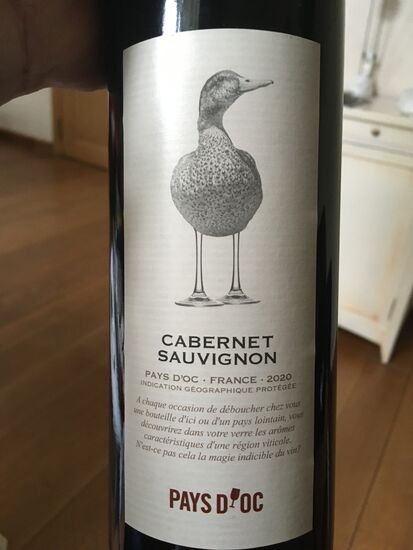 CABERNET
SAUVIGNON
PAYS D'OC · FRANCE · 2020
INDICATION GÉOGRAPHIQUE PROTÉGÉE
A chaque occasion de déboucher chez vous
une bouteille d'ici ou d'un pays lointain, vous
découvrirez dans votre verre les arômes
caractéristiques d'une région viticole.
N'est-ce pas cela la magie indicible du vin?
PAYS D'OC